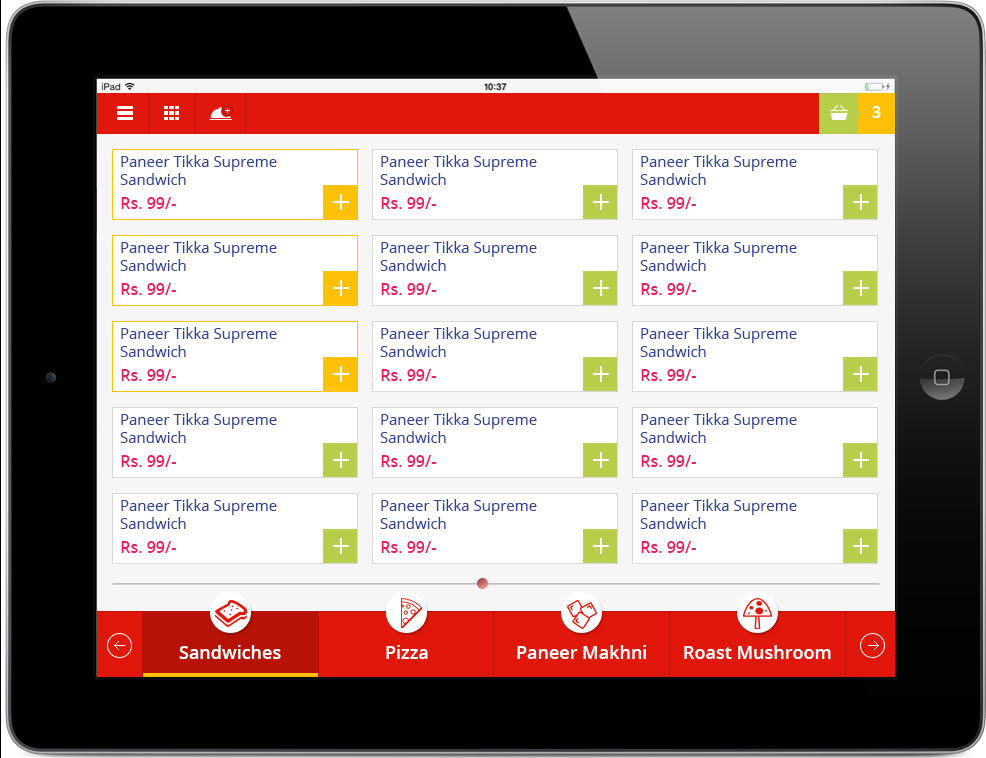 iPad 10:37
3
Paneer Tikka Supreme
Sandwich
Rs. 99/-
Paneer Tikka Supreme
Sandwich
Rs. 99/-
Paneer Tikka Supreme
Sandwich
Rs. 99/-
Paneer Tikka Supreme
Sandwich
Rs. 99/-
Paneer Tikka Supreme
Sandwich
Rs. 99/-
Paneer Tikka Supreme
Sandwich
Rs. 99/-
Paneer Tikka Supreme
Sandwich
Rs. 99/-
Paneer Tikka Supreme
Sandwich
Rs. 99/-
Paneer Tikka Supreme
Sandwich
Rs. 99/-
Paneer Tikka Supreme
Sandwich
Rs. 99/-
Paneer Tikka Supreme
Sandwich
Rs. 99/-
Paneer Tikka Supreme
Sandwich
Rs. 99/-
Paneer Tikka Supreme
Sandwich
Rs. 99/-
Paneer Tikka Supreme
Sandwich
Rs. 99/-
Paneer Tikka Supreme
Sandwich
Rs. 99/-
Sandwiches Pizza Paneer Makhni Roast Mushroom